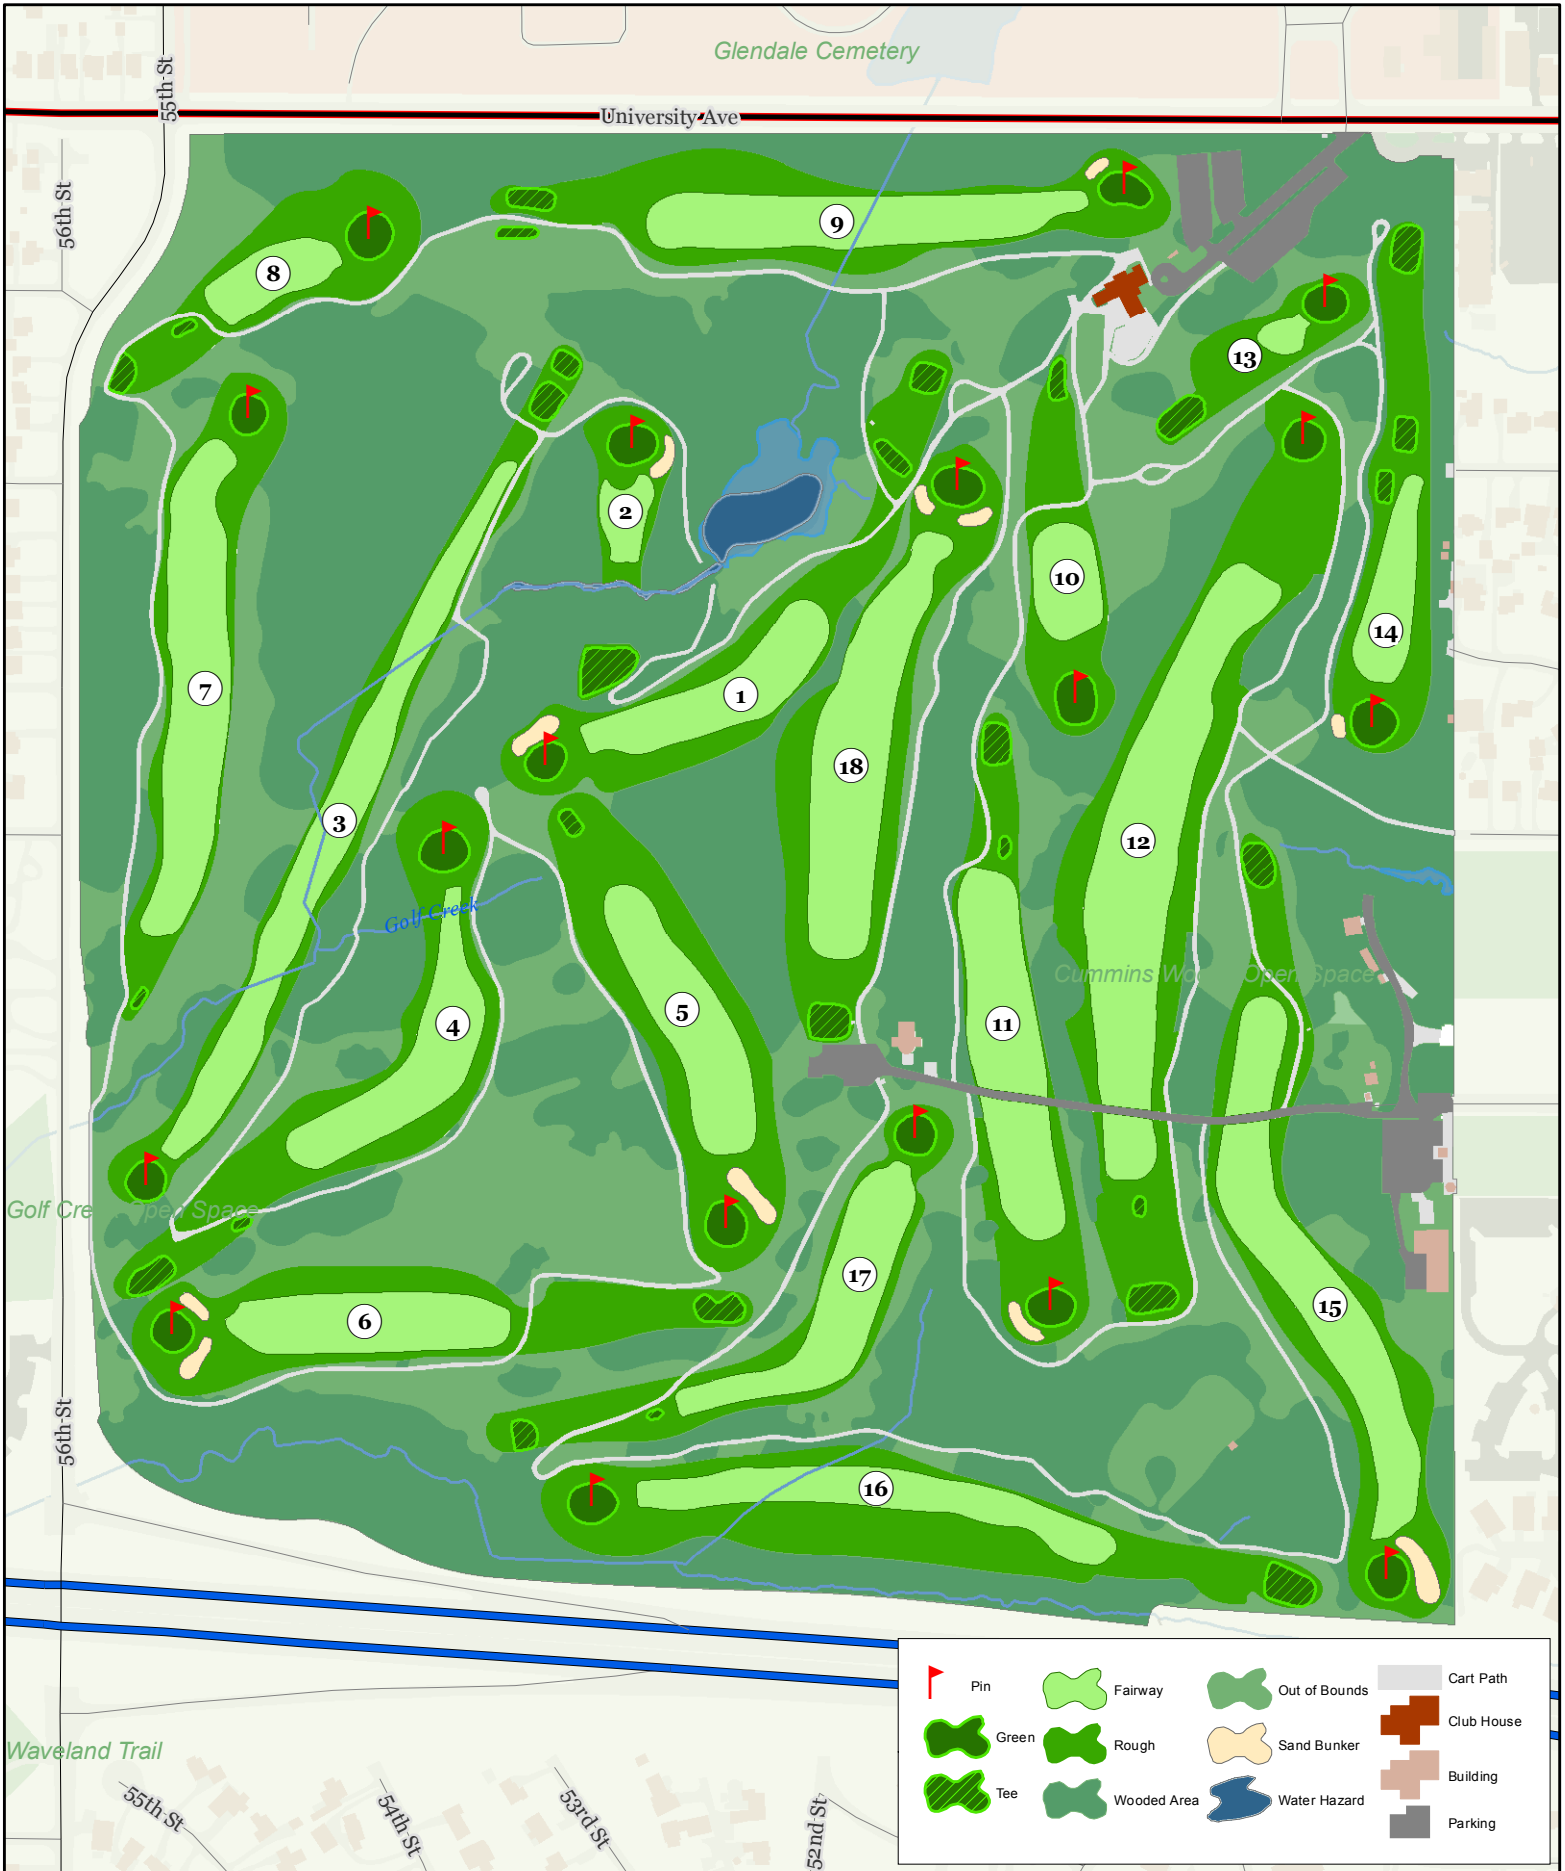 Glendale Cemetery
55th St
University Ave
56th St
9
8
13
2
10
14
7
1
18
3
12
Golf Creek
Cummins Wo Open Space
5
4
11
Golf Cre Open Space
17
15
6
56th St
16
Pin
Fairway
Out of Bounds
Cart Path
Green
Rough
Sand Bunker
Club House
Tee
Wooded Area
Water Hazard
Building
Parking
Waveland Trail
55th St
54th St
53rd St
52nd St